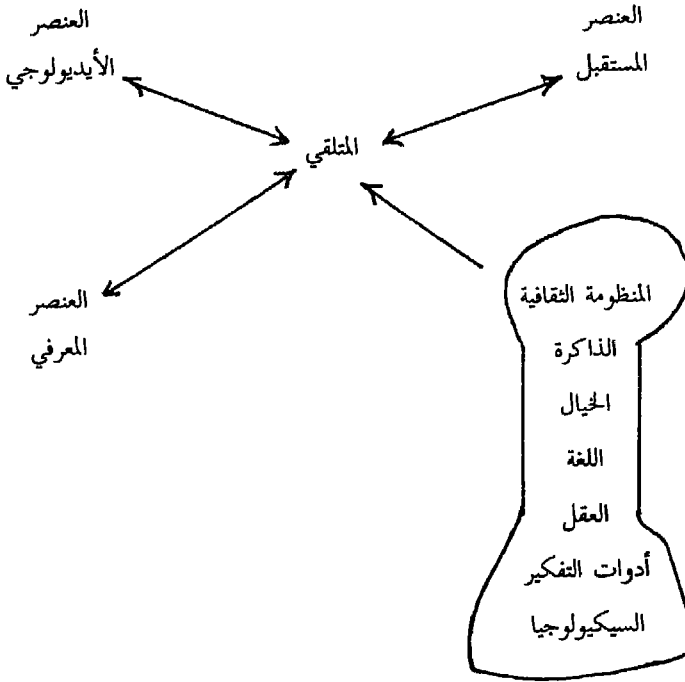 العنصر
المستقبل
العنصر
الأيديولوجي
المتلقي
المنظومة الثقافية
الذاكرة
الخيال
اللغة
العقل
أدوات التفكير
السيكيولوجيا
العنصر
المعرفي